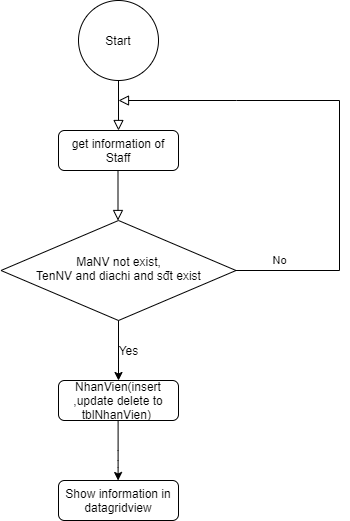 Start
get information of
Staff
MaNV not exist,
TenNV and diachi and sđt exist
No
Yes
NhanVien(insert
,update delete to
tblNhanVien)
Show information in
datagridview